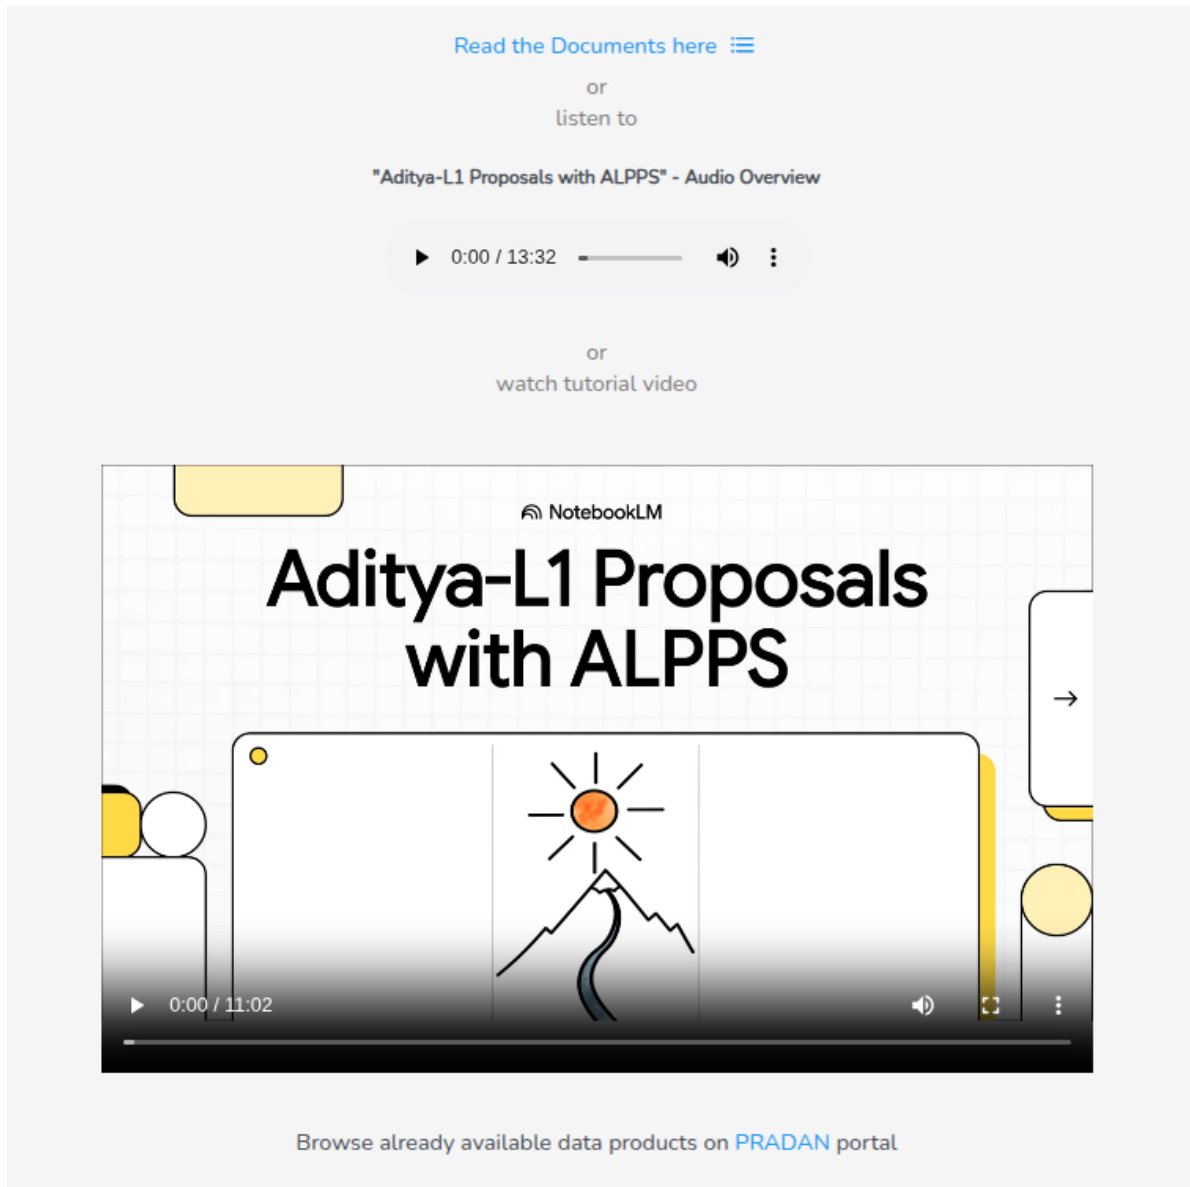 Read the Documents here
or
listen to
"Aditya-L1 Proposals with ALPPS" - Audio Overview
0:00 / 13:32
or
watch tutorial video
NotebookLM
Aditya-L1 Proposals
with ALPPS
0:00 / 11:02
Browse already available data products on PRADAN portal